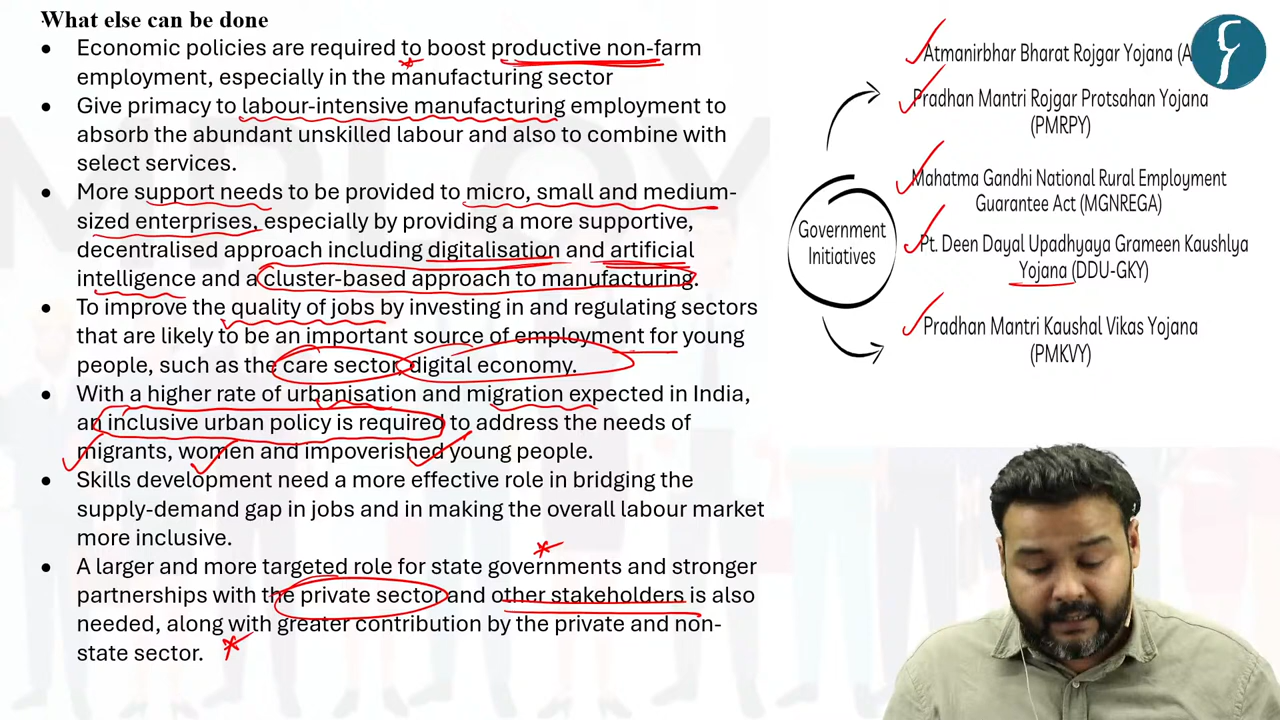 What else can be done
• Economic policies are required to boost productive non-farm
employment, especially in the manufacturing sector
• Give primacy to labour-intensive manufacturing employment to
absorb the abundant unskilled labour and also to combine with
select services.
• More support needs to be provided to micro, small and medium-
sized enterprises, especially by providing a more supportive,
decentralised approach including digitalisation and artificial
intelligence and a cluster-based approach to manufacturing.
• To improve the quality of jobs by investing in and regulating sectors
that are likely to be an important source of employment for young
people, such as the care sector digital economy.
• With a higher rate of urbanisation and migration expected in India,
an inclusive urban policy is required to address the needs of
migrants, women and impoverished young people.
• Skills development need a more effective role in bridging the
supply-demand gap in jobs and in making the overall labour market
more inclusive.
• A larger and more targeted role for state governments and stronger
partnerships with the private sector and other stakeholders is also
needed, along with greater contribution by the private and non-
state sector.
Government
Initiatives
Atmanirbhar Bharat Rojgar Yojana (A
Pradhan Mantri Rojgar Protsahan Yojana
(PMRPY)
Mahatma Gandhi National Rural Employment
Guarantee Act (MGNREGA)
Pt. Deen Dayal Upadhyaya Grameen Kaushlya
Yojana (DDU-GKY)
Pradhan Mantri Kaushal Vikas Yojana
(PMKVY)